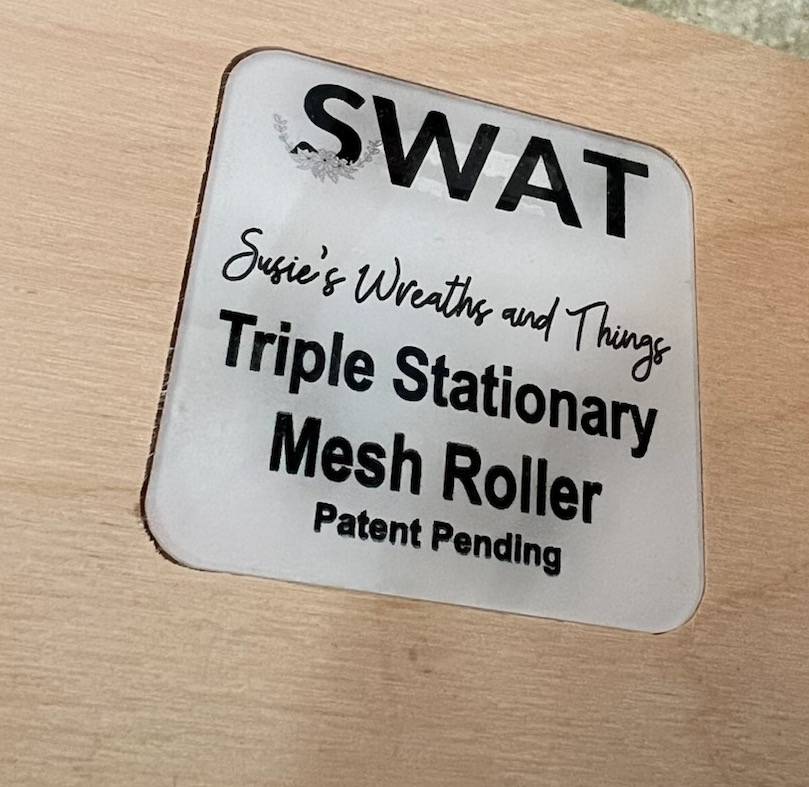 SWAT
Susie's Wreaths and Things
Triple Stationary
Mesh Roller
Patent Pending